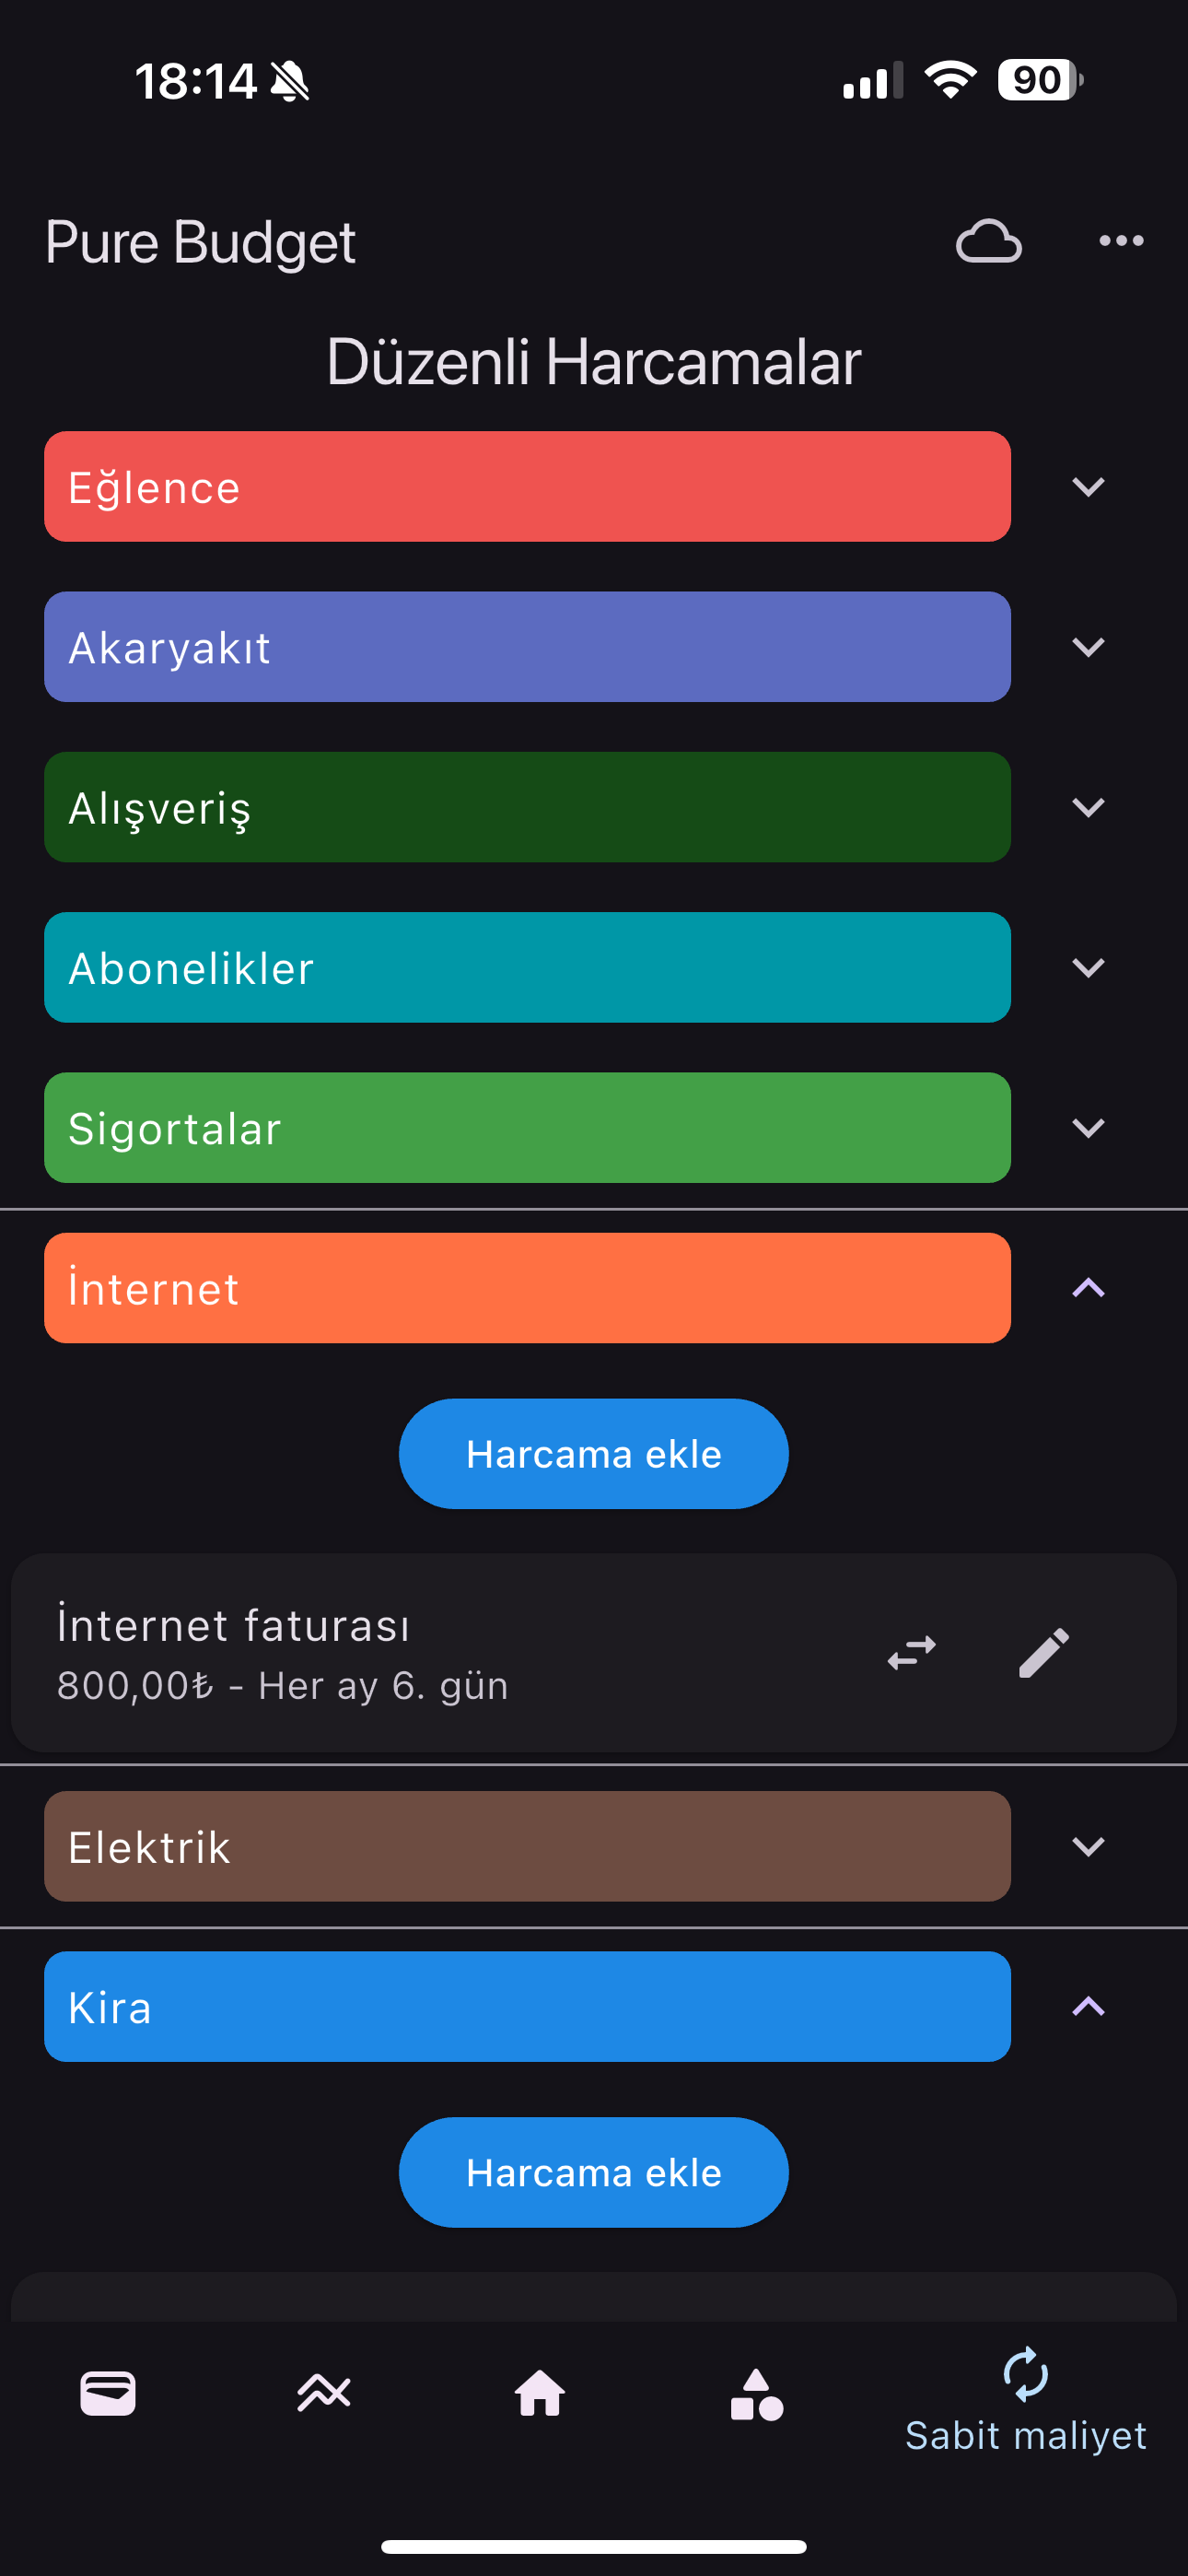 18:14
90
Pure Budget
Düzenli Harcamalar
Eğlence
Akaryakıt
Alışveriş
Abonelikler
Sigortalar
İnternet
Harcama ekle
İnternet faturası
800,00₺ - Her ay 6. gün
Elektrik
Kira
Harcama ekle
Sabit maliyet